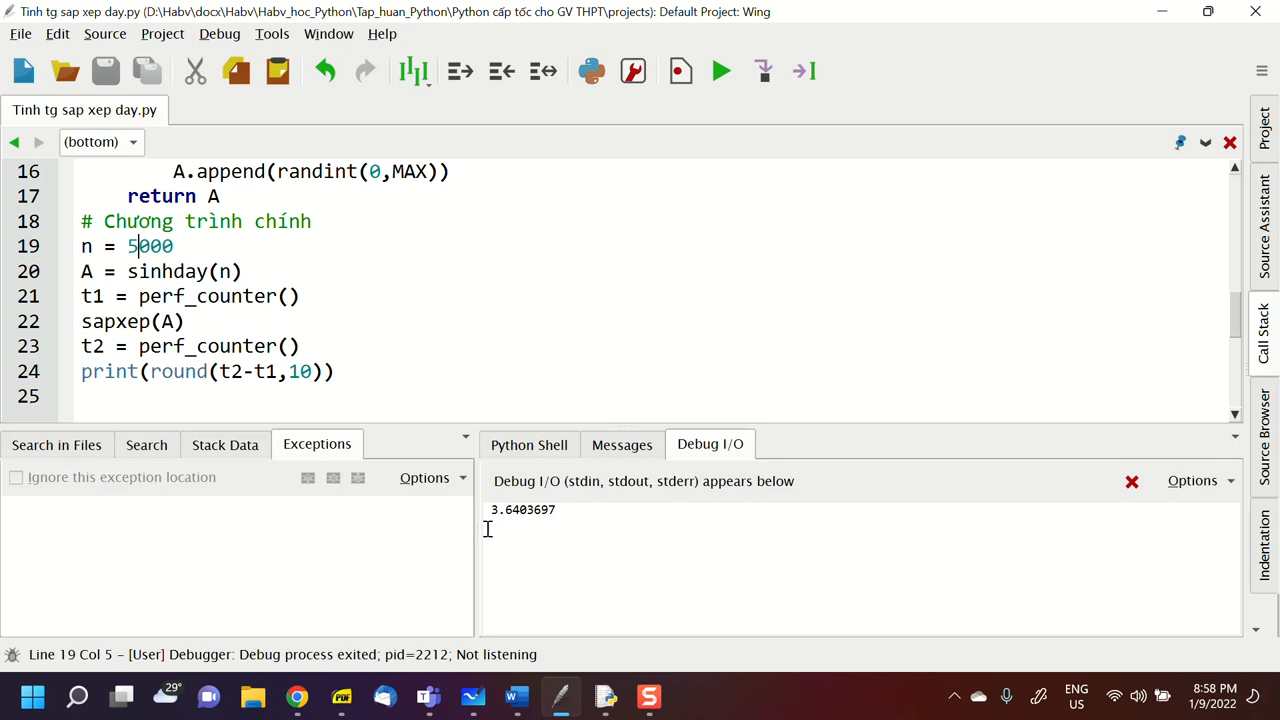 Tinh tg sap xep day.py (D:\Habv\docx\Habv\Habv_hoc_Python\Tap_huan_Python\Python cấp tốc cho GV THPT\projects): Default Project: Wing
File Edit Source Project Debug Tools Window Help
Tinh tg sap xep day.py
(bottom)
16 A.append(randint(0,MAX))
17 return A
18 # Chương trình chính
19 n = 5000
20 A = sinhday(n)
21 t1 = perf_counter()
22 sapxep(A)
23 t2 = perf_counter()
24 print(round(t2-t1,10))
25
Project
Source Assistant
Call Stack
Source Browser
Indentation
Search in Files Search Stack Data Exceptions
Ignore this exception location Options
Python Shell Messages Debug I/O
Debug I/O (stdin, stdout, stderr) appears below Options
3.6403697
Line 19 Col 5 – [User] Debugger: Debug process exited; pid=2212; Not listening
29°
PDF
ENG
US
8:58 PM
1/9/2022